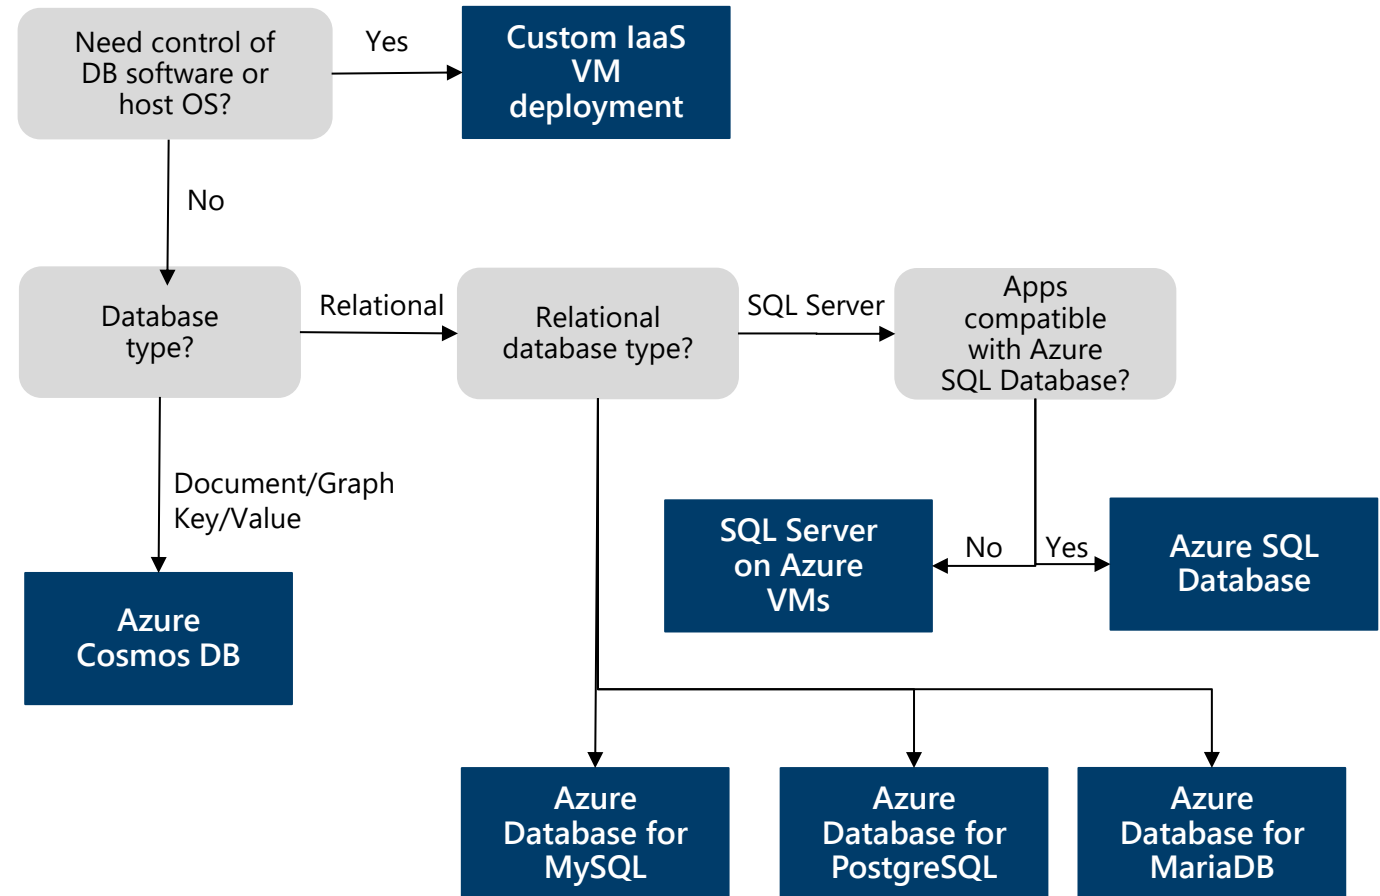 Need control of
DB software or
host OS?
Yes
Custom IaaS
VM
deployment
No
Database
type?
Relational
Relational
database type?
SQL Server
Apps
compatible
with Azure
SQL Database?
Document/Graph
Key/Value
Azure
Cosmos DB
SQL Server
on Azure
VMs
No
Yes
Azure SQL
Database
Azure
Database for
MySQL
Azure
Database for
PostgreSQL
Azure
Database for
MariaDB